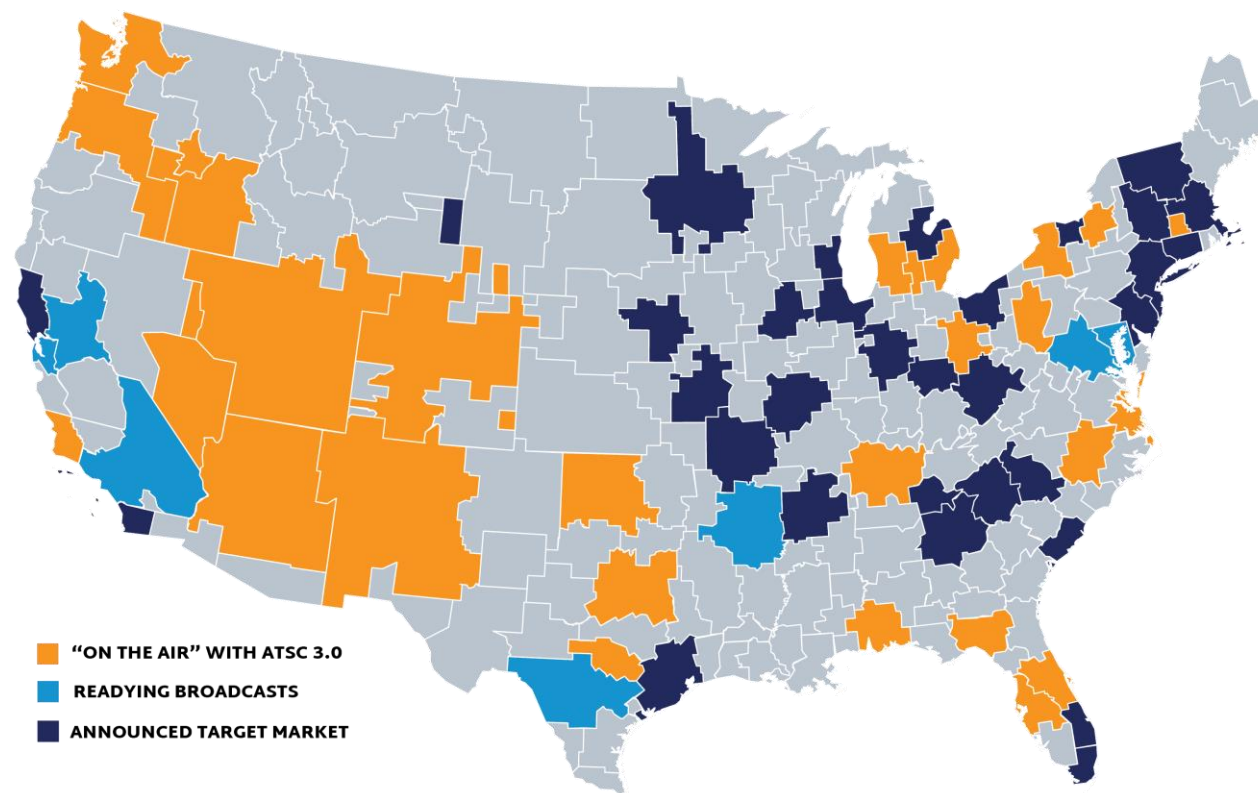 “ON THE AIR” WITH ATSC 3.0
READYING BROADCASTS
ANNOUNCED TARGET MARKET